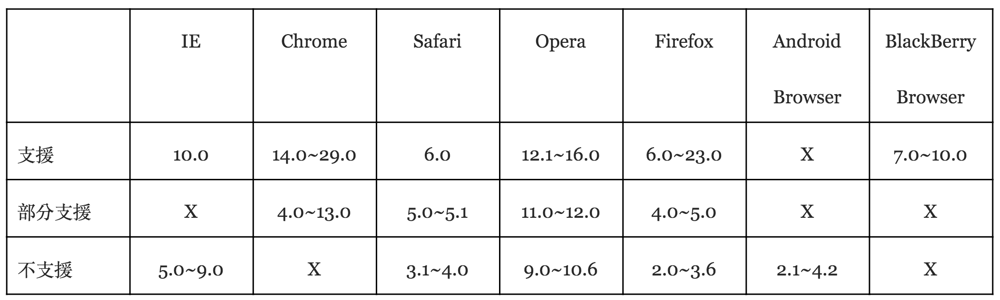 IE Chrome Safari Opera Firefox Android BlackBerry
Browser Browser
支援 10.0 14.0~29.0 6.0 12.1~16.0 6.0~23.0 X 7.0~10.0
部分支援 X 4.0~13.0 5.0~5.1 11.0~12.0 4.0~5.0 X X
不支援 5.0~9.0 X 3.1~4.0 9.0~10.6 2.0~3.6 2.1~4.2 X